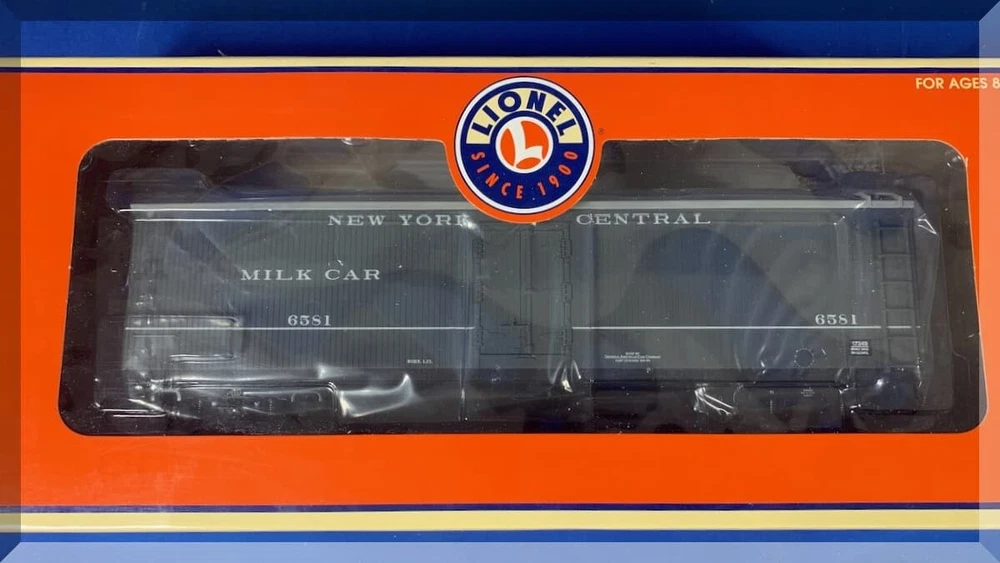 FOR AGES 8
LIONEL
L
SINCE 1900
NEW YORK CENTRAL
MILK CAR
6581 6581